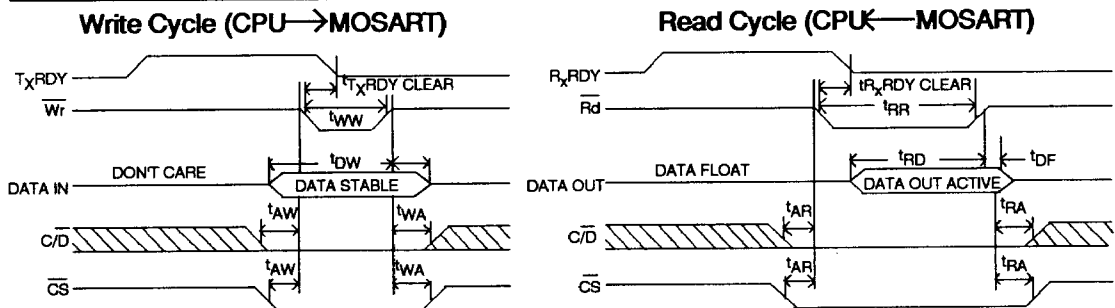 Write Cycle (CPU → MOSART)
TXRDY
tTXRDY CLEAR
Wr
tWW
tDW
DON'T CARE
DATA IN
DATA STABLE
tAW
tWA
C/D
tAW
tWA
CS
Read Cycle (CPU ← MOSART)
RXRDY
tRXRDY CLEAR
Rd
tRR
tRD
tDF
DATA FLOAT
DATA OUT
DATA OUT ACTIVE
tAR
tRA
C/D
tAR
tRA
CS